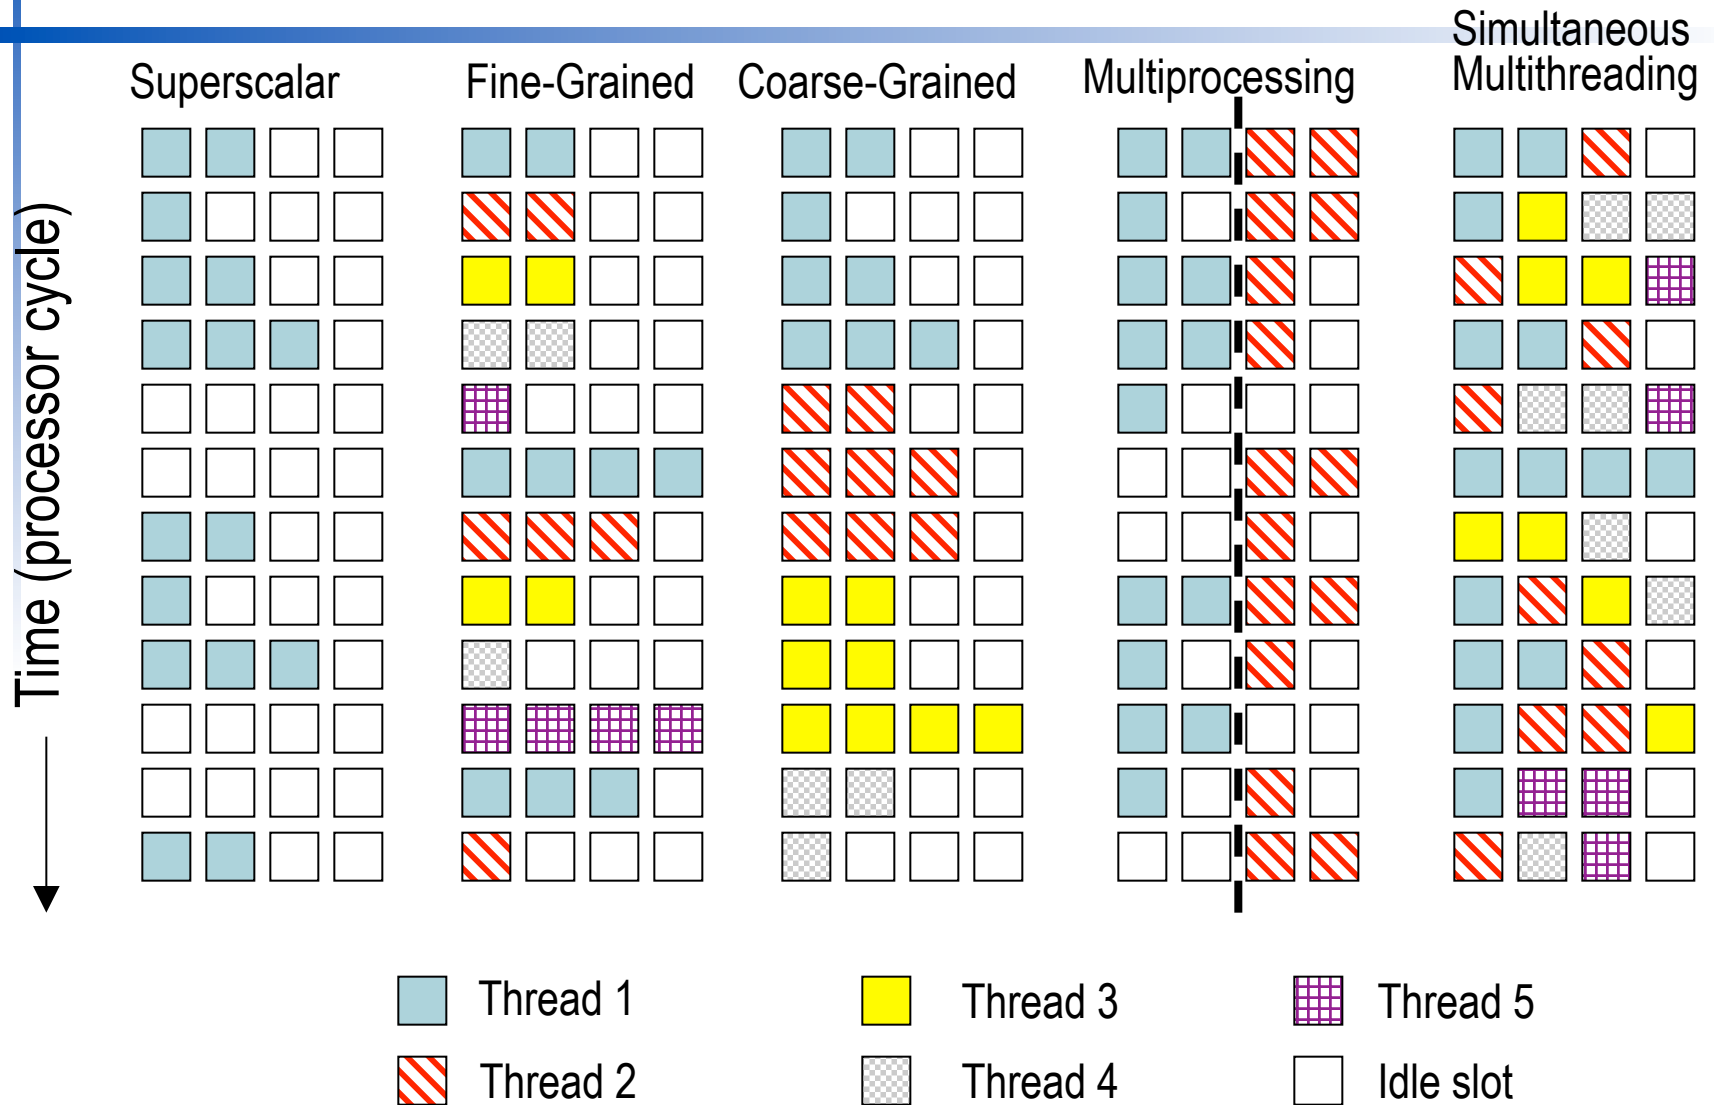 Simultaneous
Multithreading
Superscalar
Fine-Grained
Coarse-Grained
Multiprocessing
Time (processor cycle)
Thread 1
Thread 3
Thread 5
Thread 2
Thread 4
Idle slot